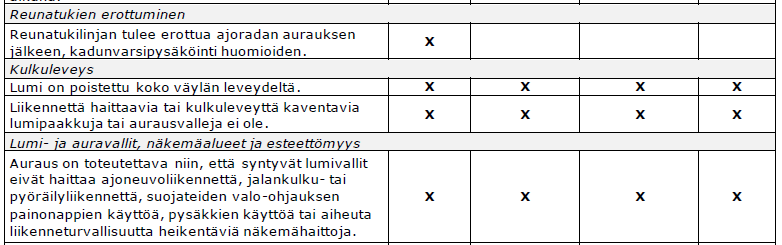 Reunatukien erottuminen
Reunatukilinjan tulee erottua ajoradan aurauksen
jälkeen, kadunvarsipysäköinti huomioiden. X
Kulkuleveys
Lumi on poistettu koko väylän leveydeltä. X X X X
Liikennettä haittaavia tai kulkuleveyttä kaventavia
lumipaakkuja tai aurausvalleja ei ole. X X X X
Lumi- ja auravallit, näkemäalueet ja esteettömyys
Auraus on toteutettava niin, että syntyvät lumivallit
eivät haittaa ajoneuvoliikennettä, jalankulku- tai
pyöräilyliikennettä, suojateiden valo-ohjauksen X X X X
painonappien käyttöä, pysäkkien käyttöä tai aiheuta
liikenneturvallisuutta heikentäviä näkemähaittoja.